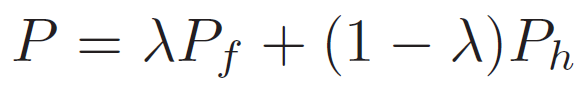 P = λP_f + (1 − λ)P_h